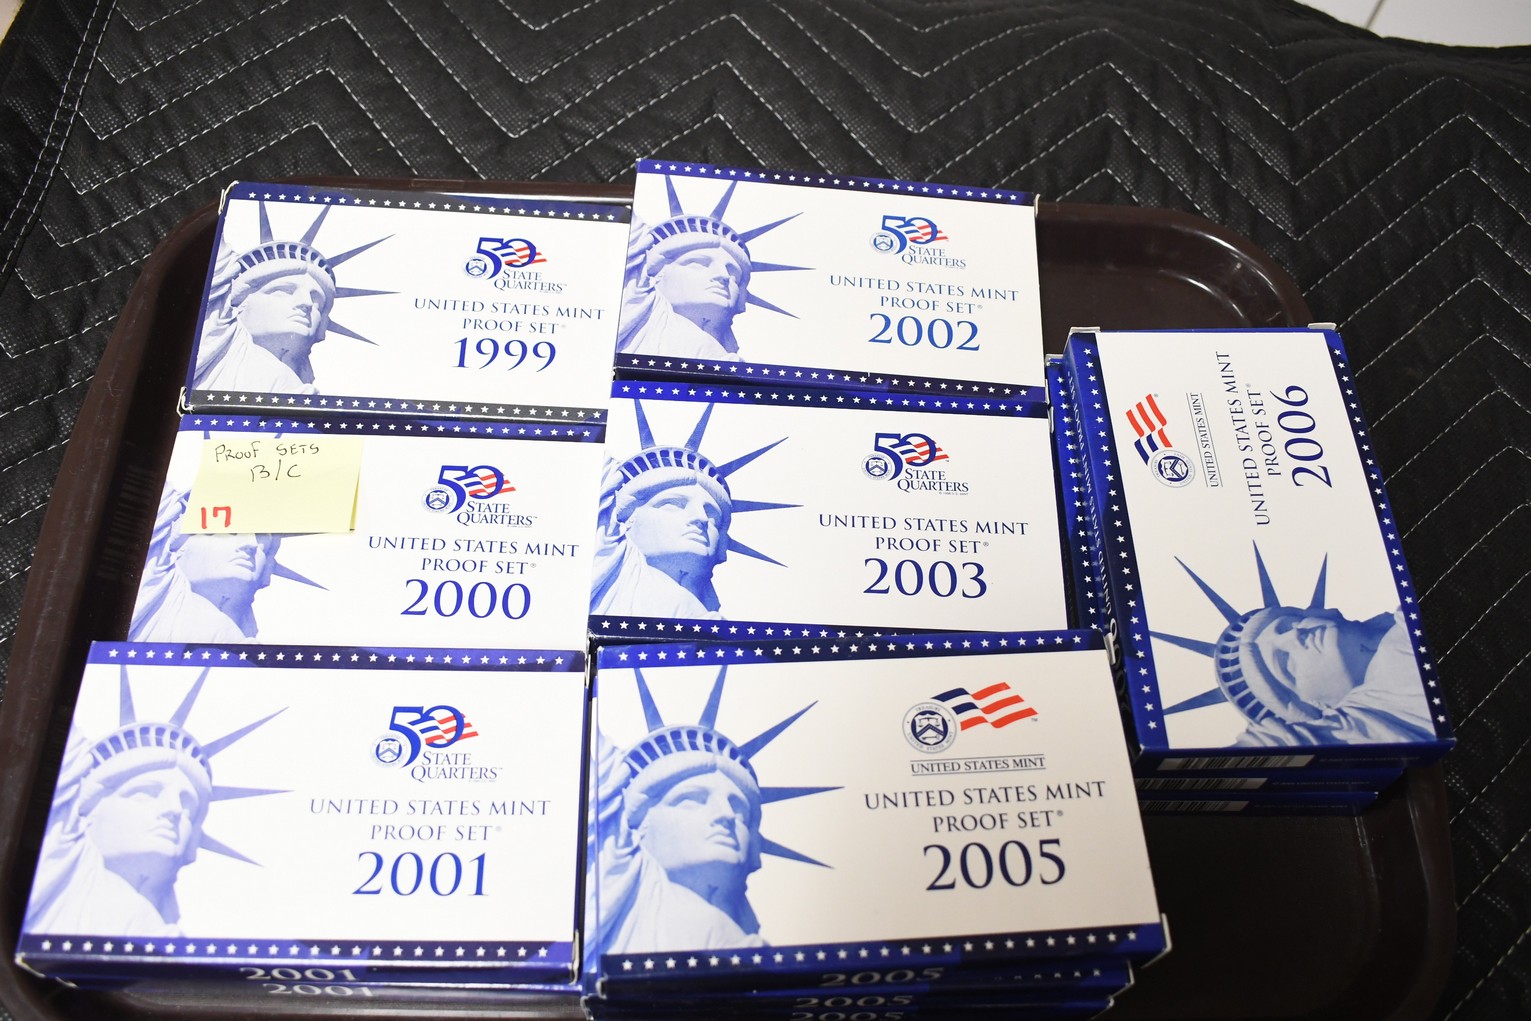 50
STATE
QUARTERS™
UNITED STATES MINT
PROOF SET®
1999
50
STATE
QUARTERS
UNITED STATES MINT
PROOF SET®
2002
PROOF SETS
B/C
17
50
STATE
QUARTERS™
UNITED STATES MINT
PROOF SET®
2000
50
STATE
QUARTERS
UNITED STATES MINT
PROOF SET®
2003
50
STATE
QUARTERS™
UNITED STATES MINT
PROOF SET®
2001
2001
2001
UNITED STATES MINT
UNITED STATES MINT
PROOF SET®
2005
2005
2005
2005
UNITED STATES MINT
UNITED STATES MINT
PROOF SET®
2006